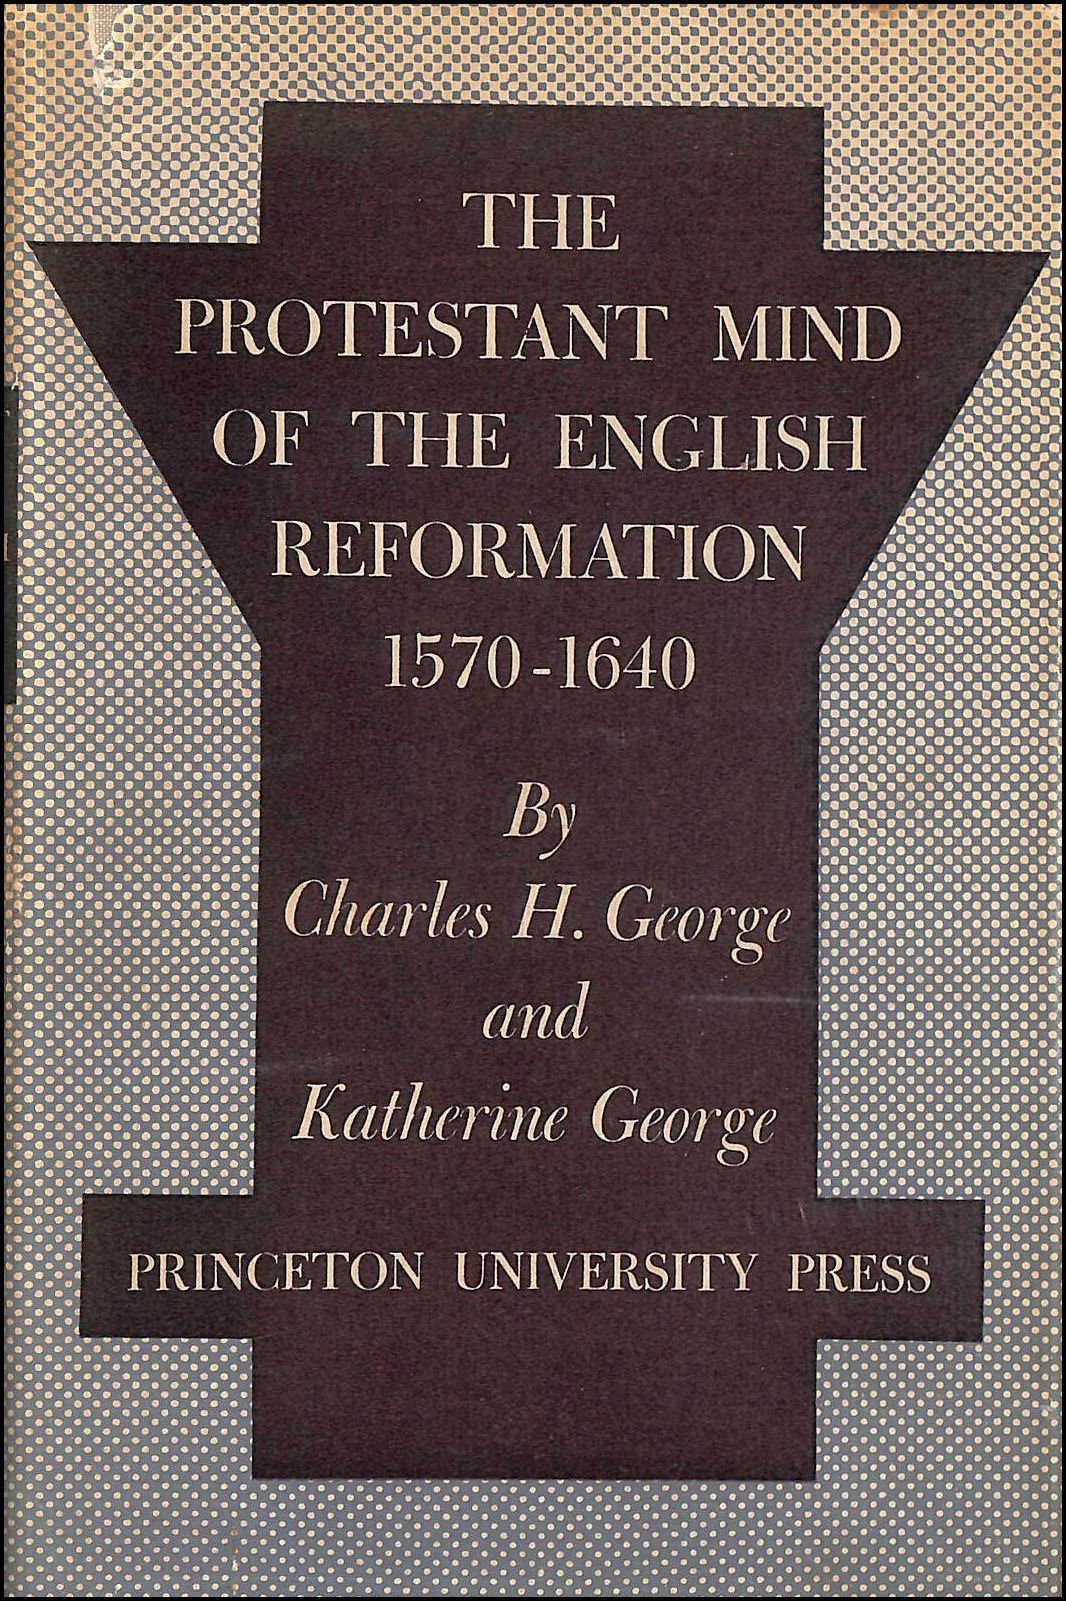 THE
PROTESTANT MIND
OF THE ENGLISH
REFORMATION
1570-1640
By
Charles H. George
and
Katherine George
PRINCETON UNIVERSITY PRESS